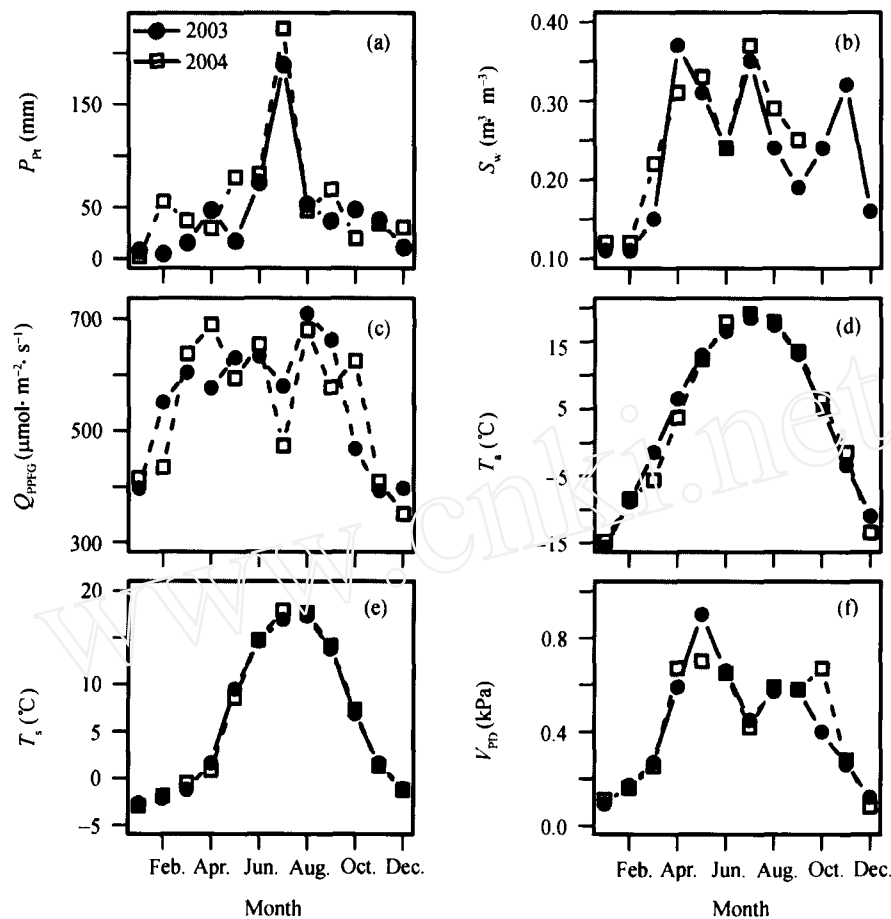 2003
2004
(a)
P_Pt (mm)
150
50
0
(b)
S_w (m³ m⁻³)
0.40
0.30
0.20
0.10
(c)
Q_PPFG (μmol· m⁻²· s⁻¹)
700
500
300
(d)
T_a (℃)
15
5
−5
−15
(e)
T_s (℃)
20
10
0
−5
(f)
V_PD (kPa)
0.8
0.4
0.0
Feb. Apr. Jun. Aug. Oct. Dec.
Month
Feb. Apr. Jun. Aug. Oct. Dec.
Month
www.cnki.net